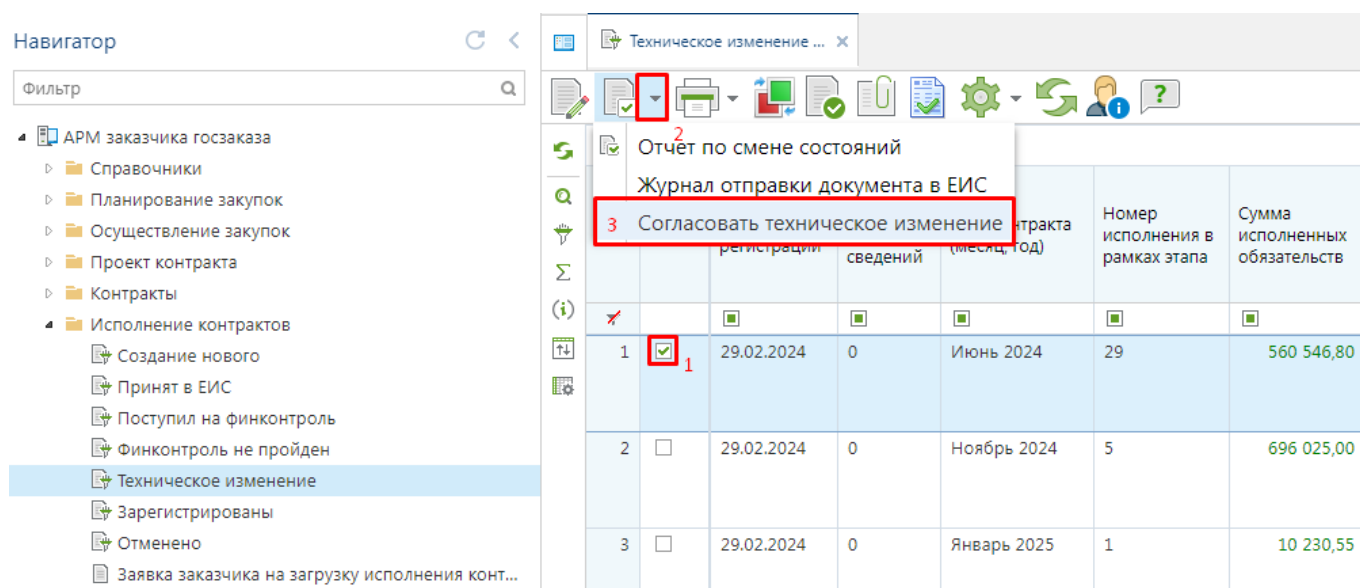 Навигатор
Фильтр
АРМ заказчика госзаказа
Справочники
Планирование закупок
Осуществление закупок
Проект контракта
Контракты
Исполнение контрактов
Создание нового
Принят в ЕИС
Поступил на финконтроль
Финконтроль не пройден
Техническое изменение
Зарегистрированы
Отменено
Заявка заказчика на загрузку исполнения конт...
Техническое изменение ...
2
Отчет по смене состояний
Журнал отправки документа в ЕИС
3 Согласовать техническое изменение
регистрации
сведений
(месяц, год)
Номер
исполнения в
рамках этапа
Сумма
исполненных
обязательств
1 1 29.02.2024 0 Июнь 2024 29 560 546,80
2 29.02.2024 0 Ноябрь 2024 5 696 025,00
3 29.02.2024 0 Январь 2025 1 10 230,55